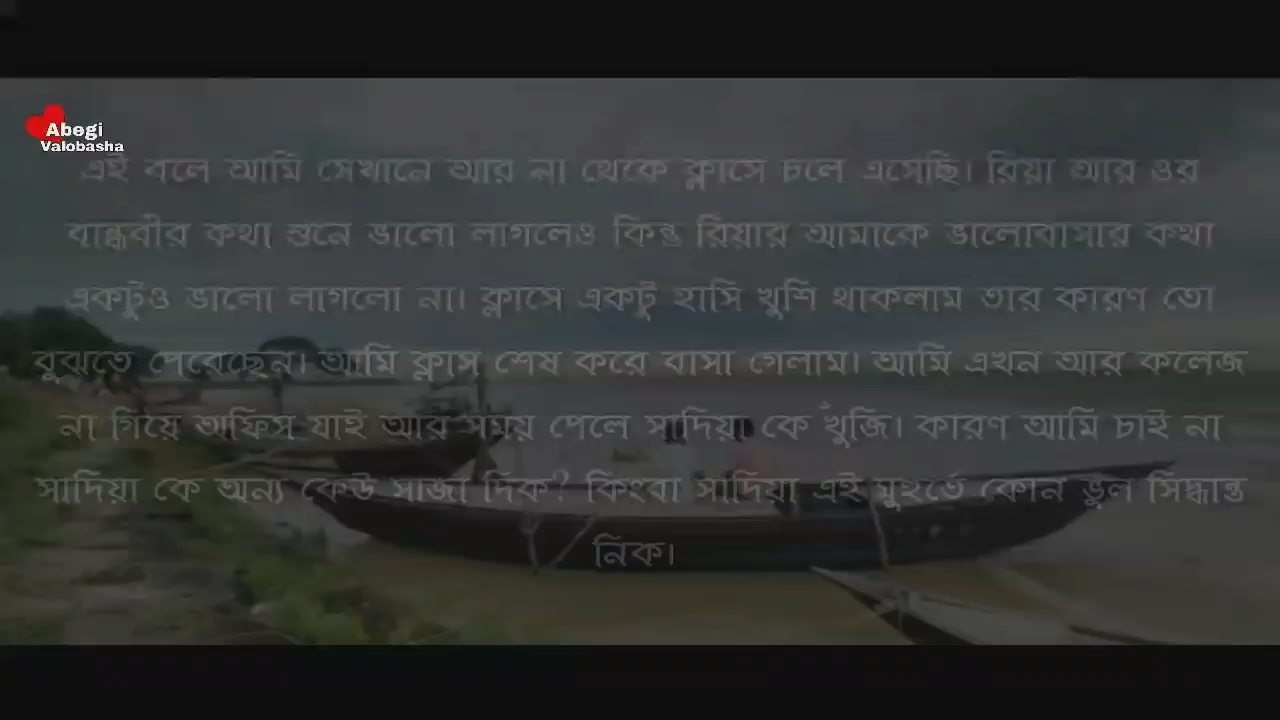 Abegi
Valobasha
এই বলে আমি সেখানে আর না থেকে ক্লাসে চলে এসেছি। রিয়া আর ওর
বান্ধবীর কথা শুনে ভালো লাগলেও কিন্তু রিয়ার আমাকে ভালোবাসার কথা
একটুও ভালো লাগলো না। ক্লাসে একটু হাসি খুশি থাকলাম তার কারণ তো
বুঝতে পেরেছেন। আমি ক্লাস শেষ করে বাসা গেলাম। আমি এখন আর কলেজ
না গিয়ে অফিস যাই আর সময় পেলে সাদিয়া কে খুঁজি। কারণ আমি চাই না
সাদিয়া কে অন্য কেউ সাজা দিক? কিংবা সাদিয়া এই মুহূর্তে কোন ভুল সিদ্ধান্ত
নিক।